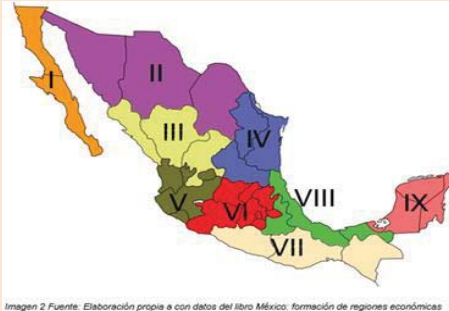 I
II
III
IV
V
VI
VII
VIII
IX
Imagen 2 Fuente: Elaboración propia a con datos del libro México: formación de regiones económicas